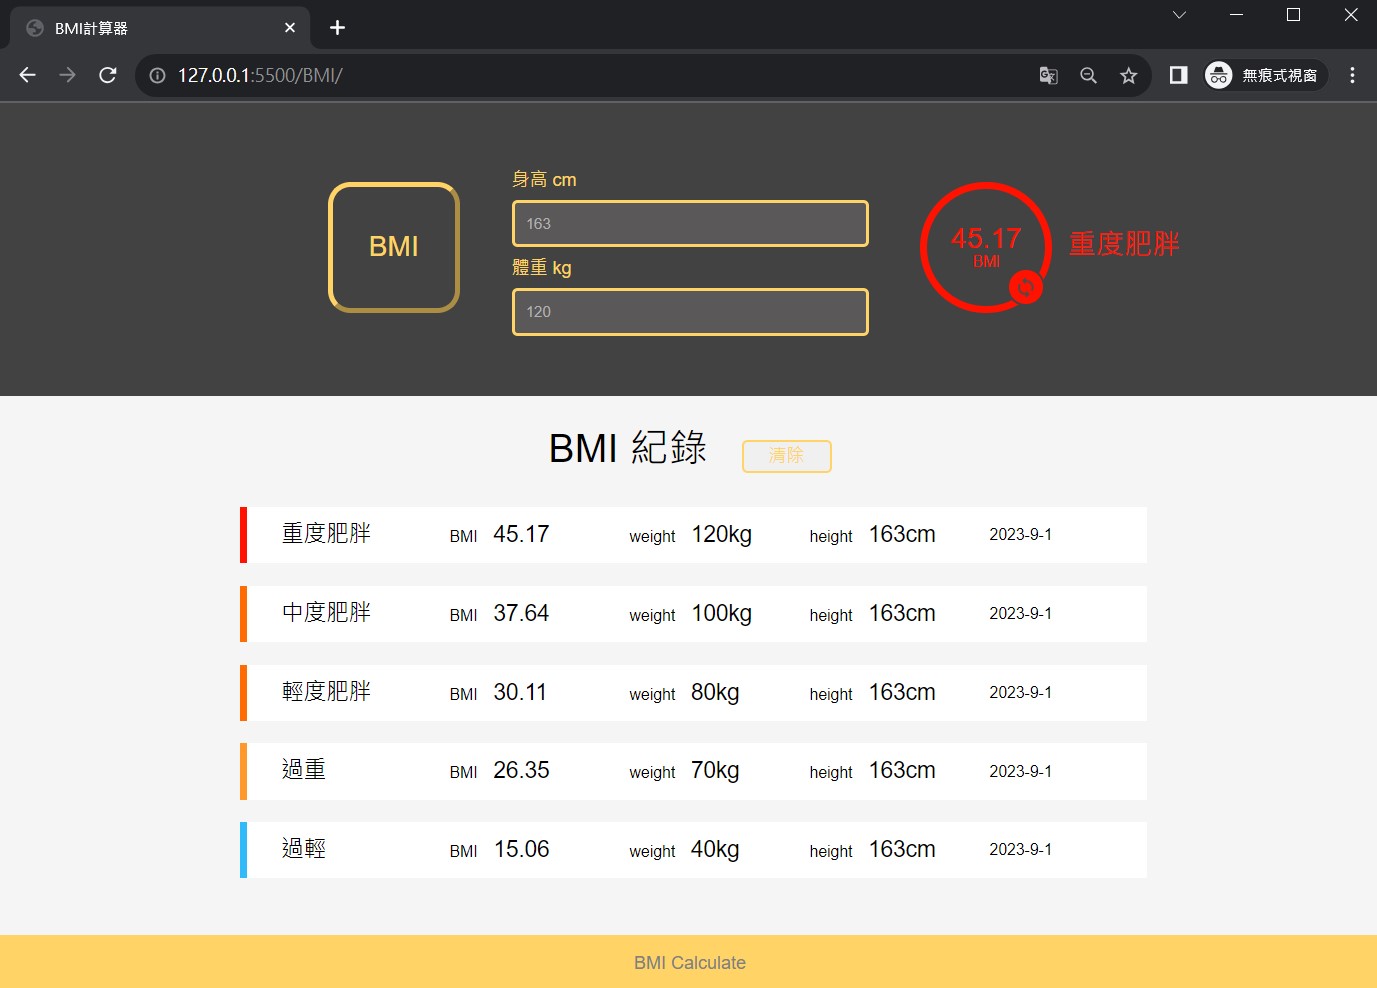 BMI計算器
127.0.0.1:5500/BMI/
無痕式視窗
BMI
身高 cm
163
體重 kg
120
45.17
BMI
重度肥胖
BMI 紀錄
清除
重度肥胖 BMI 45.17 weight 120kg height 163cm 2023-9-1
中度肥胖 BMI 37.64 weight 100kg height 163cm 2023-9-1
輕度肥胖 BMI 30.11 weight 80kg height 163cm 2023-9-1
過重 BMI 26.35 weight 70kg height 163cm 2023-9-1
過輕 BMI 15.06 weight 40kg height 163cm 2023-9-1
BMI Calculate